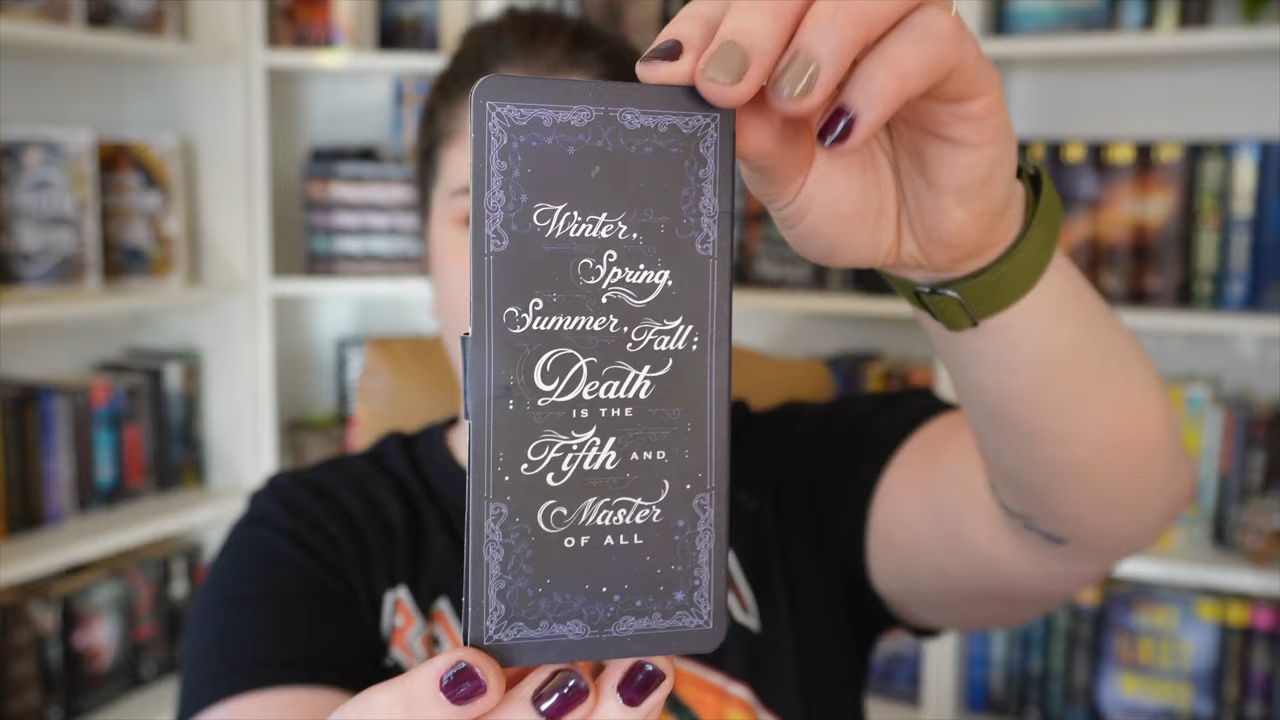 Winter,
Spring,
Summer, Fall;
Death
IS THE
Fifth AND
Master
OF ALL